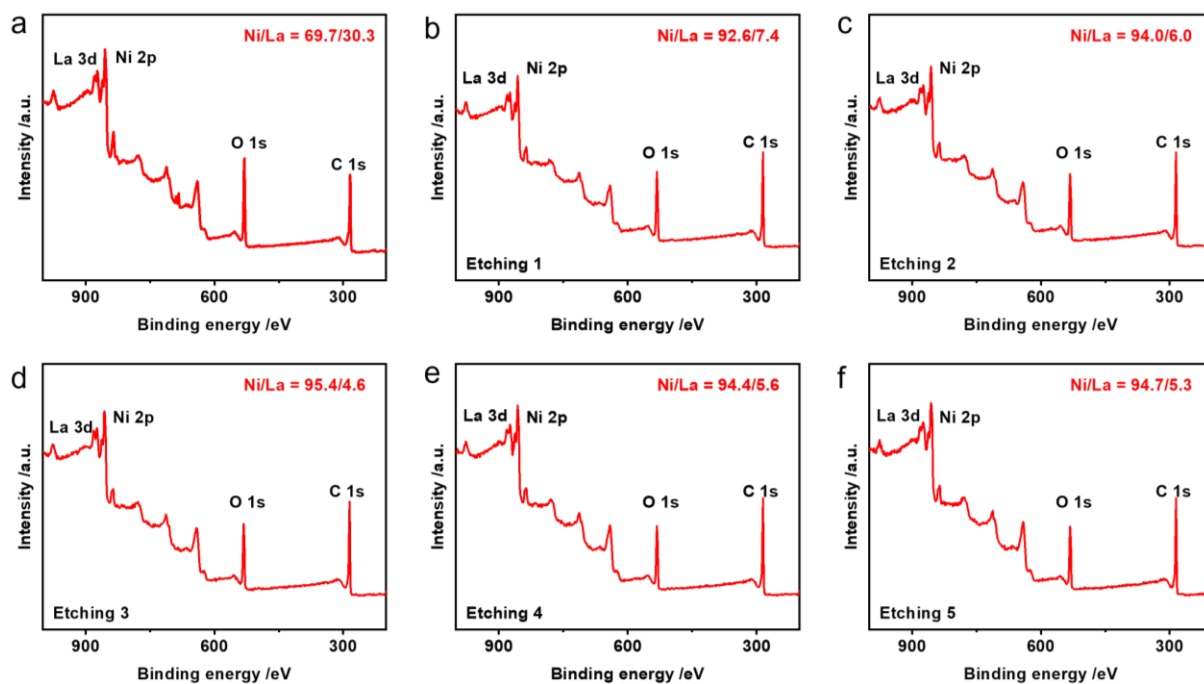 a
Ni/La = 69.7/30.3
La 3d
Ni 2p
O 1s
C 1s
Intensity /a.u.
900
600
300
Binding energy /eV
b
Ni/La = 92.6/7.4
La 3d
Ni 2p
O 1s
C 1s
Intensity /a.u.
Etching 1
900
600
300
Binding energy /eV
c
Ni/La = 94.0/6.0
La 3d
Ni 2p
O 1s
C 1s
Intensity /a.u.
Etching 2
900
600
300
Binding energy /eV
d
Ni/La = 95.4/4.6
La 3d
Ni 2p
O 1s
C 1s
Intensity /a.u.
Etching 3
900
600
300
Binding energy /eV
e
Ni/La = 94.4/5.6
La 3d
Ni 2p
O 1s
C 1s
Intensity /a.u.
Etching 4
900
600
300
Binding energy /eV
f
Ni/La = 94.7/5.3
La 3d
Ni 2p
O 1s
C 1s
Intensity /a.u.
Etching 5
900
600
300
Binding energy /eV